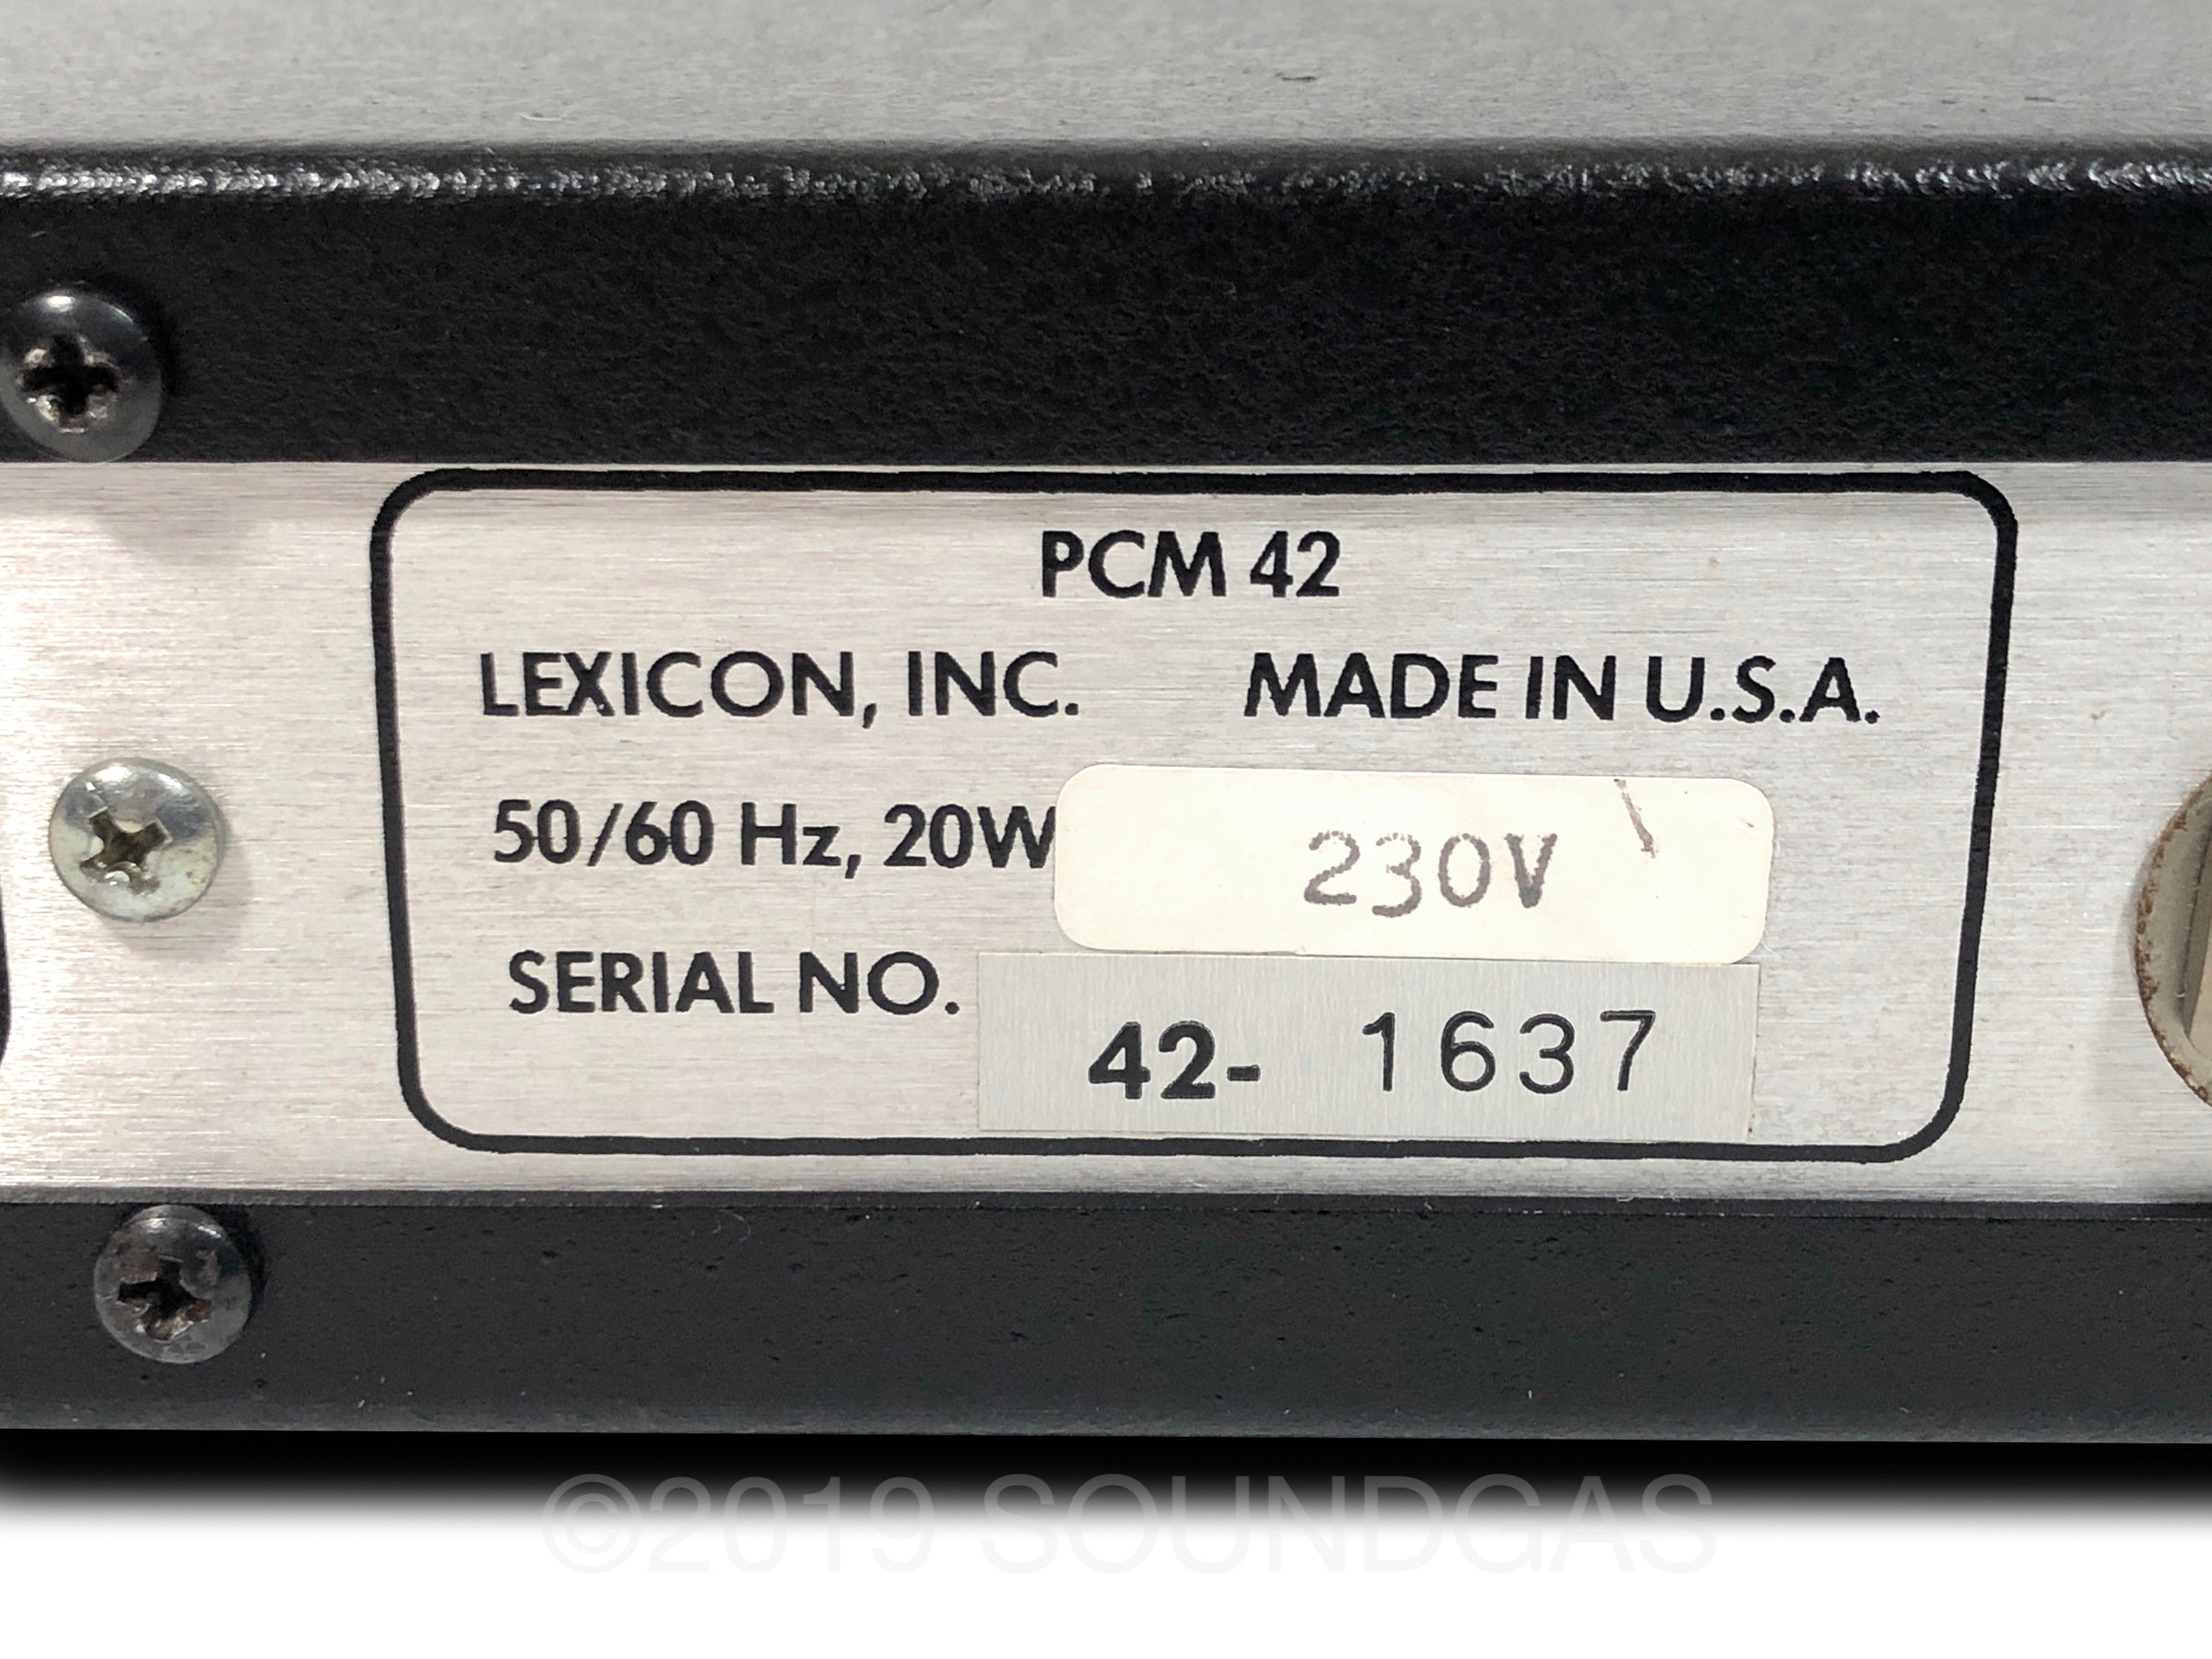 PCM 42
LEXICON, INC. MADE IN U.S.A.
50/60 Hz, 20W 230V
SERIAL NO. 42- 1637
©2019 SOUNDGAS